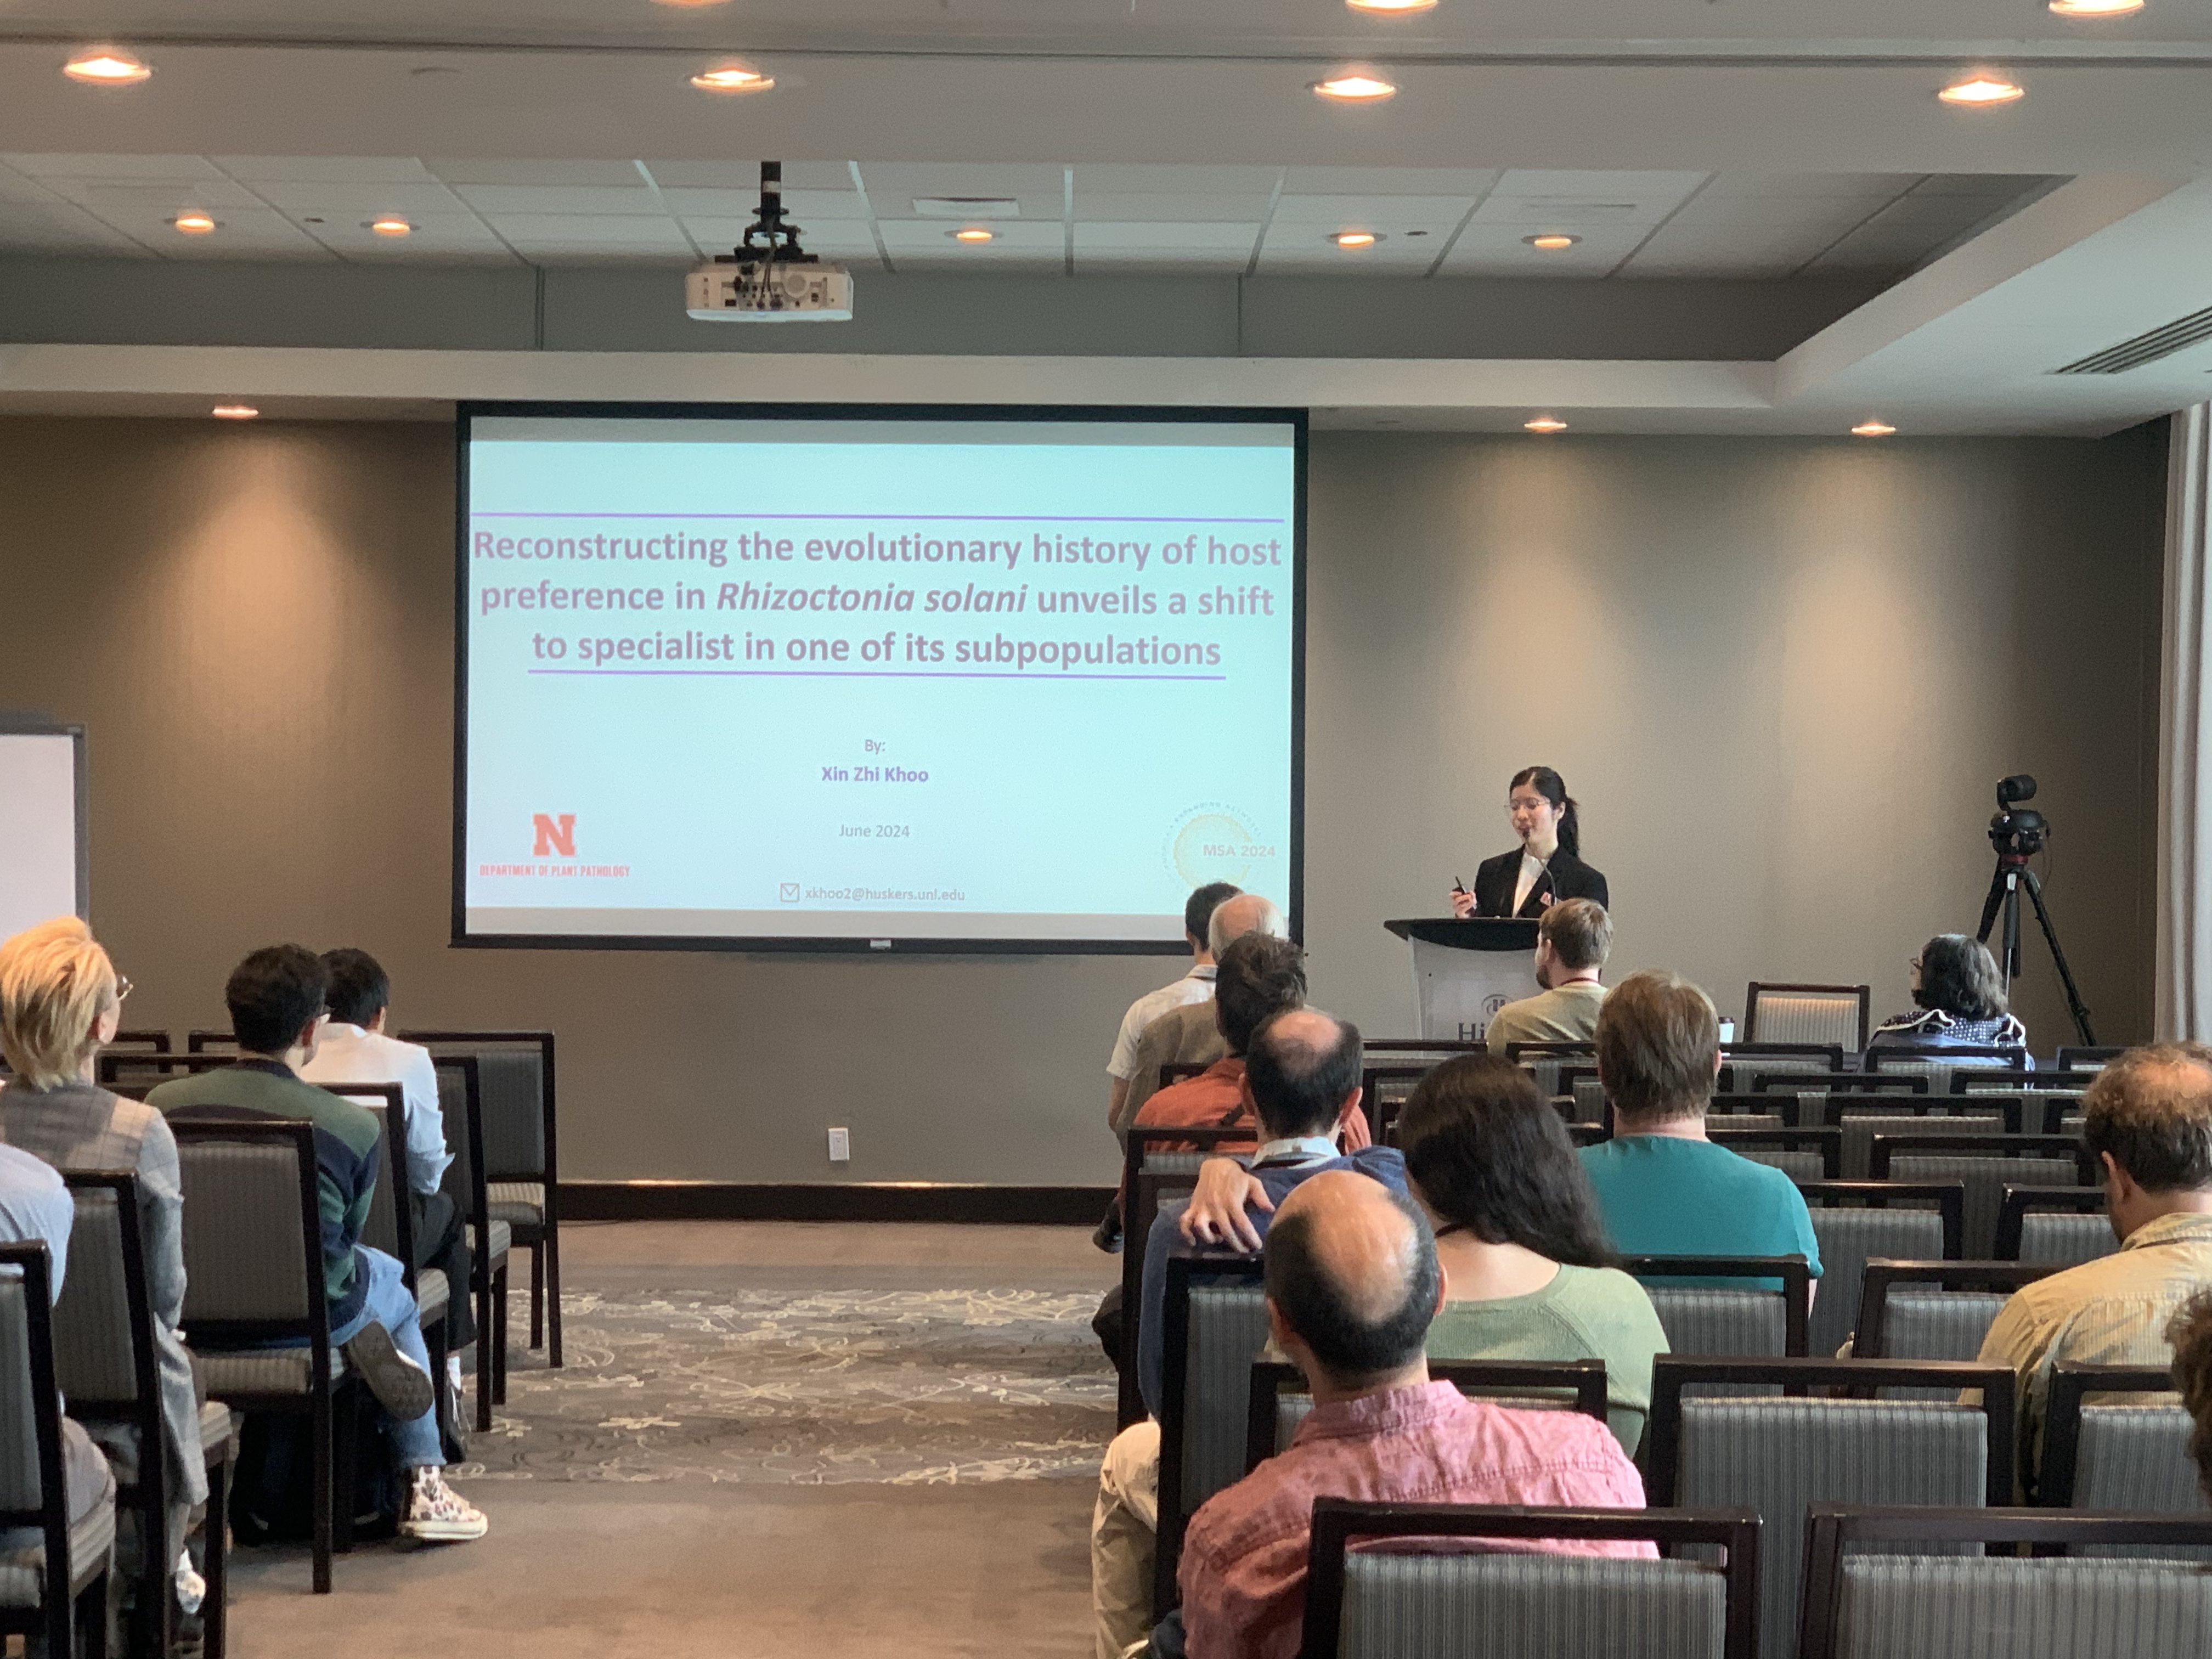 Reconstructing the evolutionary history of host
preference in Rhizoctonia solani unveils a shift
to specialist in one of its subpopulations
By:
Xin Zhi Khoo
June 2024
N
DEPARTMENT OF PLANT PATHOLOGY
MSA 2024
xkhoo2@huskers.unl.edu